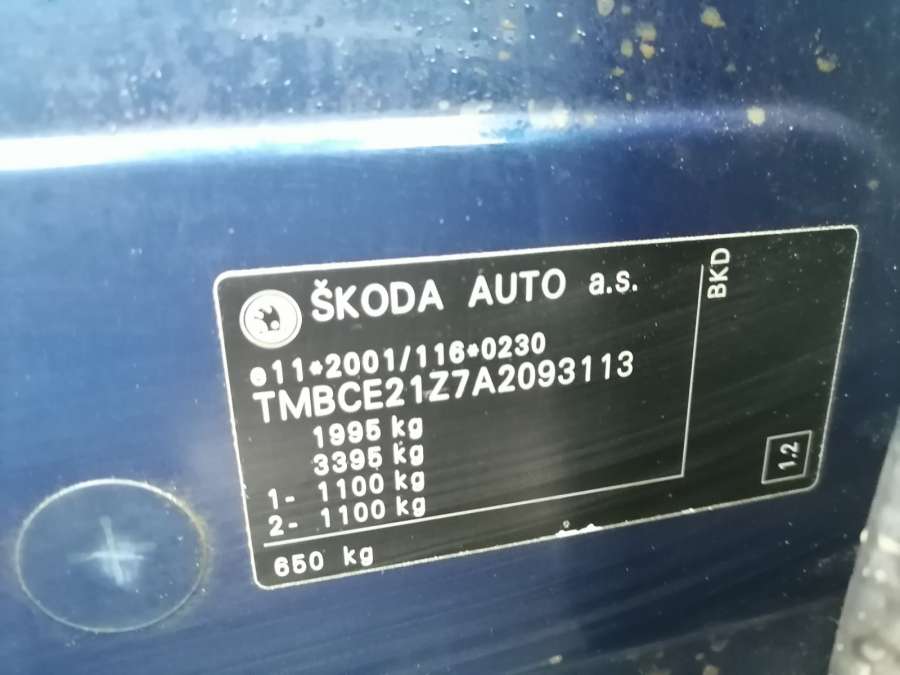 ŠKODA AUTO a.s.
e11*2001/116*0230
TMBCE21Z7A2093113
1995 kg
3395 kg
1- 1100 kg
2- 1100 kg
650 kg
BKD
1.2